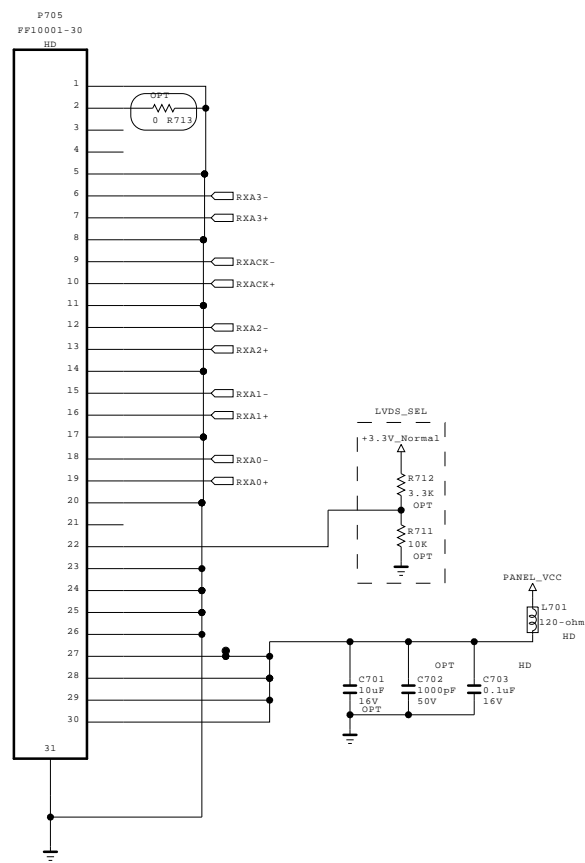 P705
FF10001-30
HD
1
OPT
2
0 R713
3
4
5
6 RXA3-
7 RXA3+
8
9 RXACK-
10 RXACK+
11
12 RXA2-
13 RXA2+
14
15 RXA1-
16 RXA1+
17
18 RXA0-
19 RXA0+
20
21
22
23
24
25
26
27
28
29
30
31
LVDS_SEL
+3.3V_Normal
R712
3.3K
OPT
R711
10K
OPT
PANEL_VCC
L701
120-ohm
HD
OPT
HD
C701
10uF
16V
OPT
C702
1000pF
50V
C703
0.1uF
16V